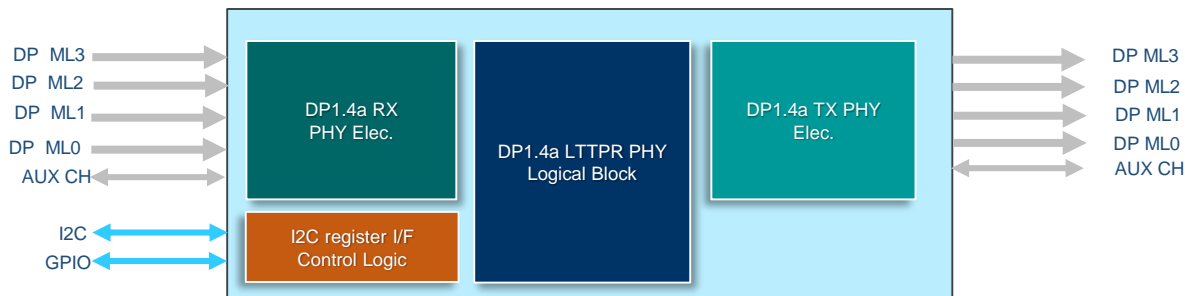 DP ML3
DP ML2
DP ML1
DP ML0
AUX CH
I2C
GPIO
DP1.4a RX
PHY Elec.
I2C register I/F
Control Logic
DP1.4a LTTPR PHY
Logical Block
DP1.4a TX PHY
Elec.
DP ML3
DP ML2
DP ML1
DP ML0
AUX CH